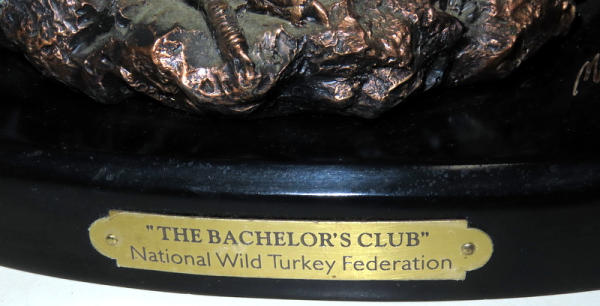 "THE BACHELOR'S CLUB"
National Wild Turkey Federation